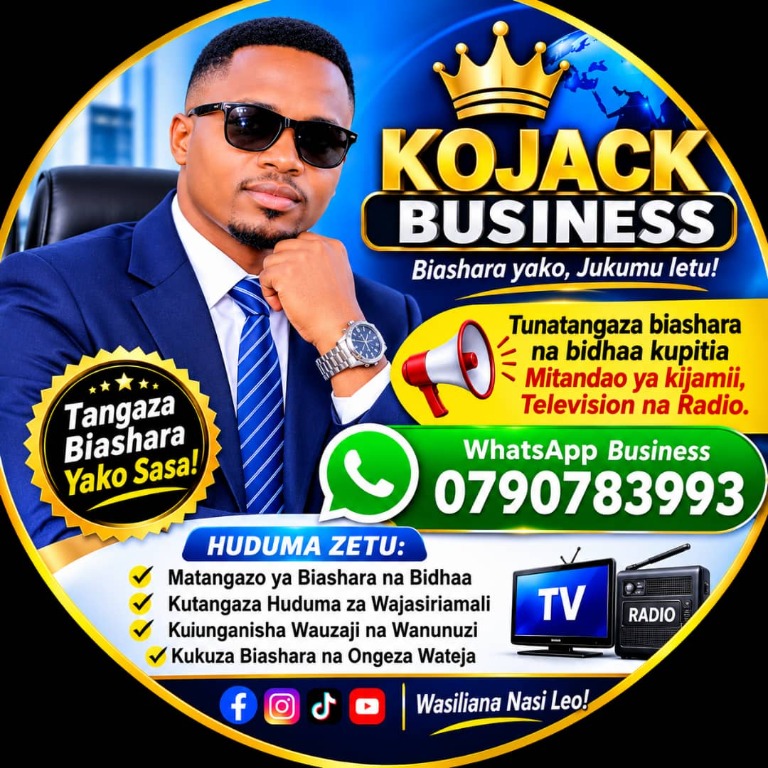 KOJACK
BUSINESS
Biashara yako, Jukumu letu!
Tunatangaza biashara
na bidhaa kupitia
Mitandao ya kijamii,
Television na Radio.
Tangaza
Biashara
Yako Sasa!
WhatsApp Business
0790783993
HUDUMA ZETU:
Matangazo ya Biashara na Bidhaa
Kutangaza Huduma za Wajasiriamali
Kuiunganisha Wauzaji na Wanunuzi
Kukuza Biashara na Ongeza Wateja
TV
RADIO
Wasiliana Nasi Leo!